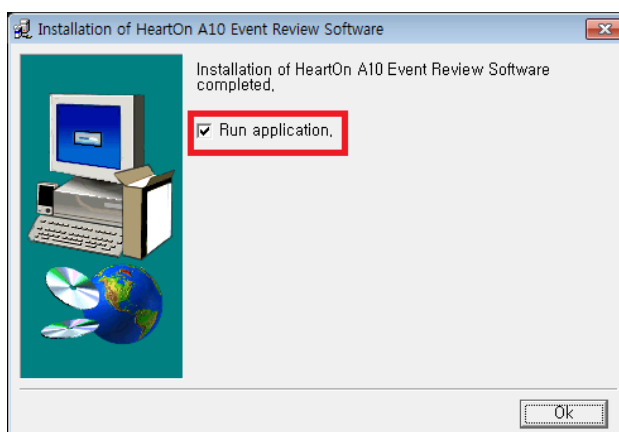 Installation of HeartOn A10 Event Review Software
Installation of HeartOn A10 Event Review Software
completed.
Run application.
Ok